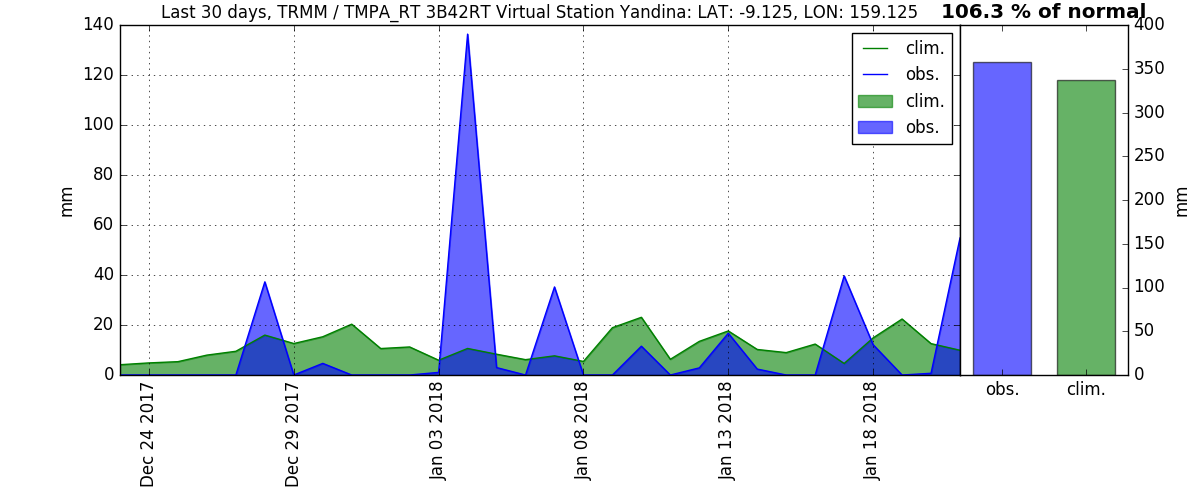 Last 30 days, TRMM / TMPA_RT 3B42RT Virtual Station Yandina: LAT: -9.125, LON: 159.125
106.3 % of normal
140
120
100
80
60
40
20
0
mm
clim.
obs.
clim.
obs.
Dec 24 2017
Dec 29 2017
Jan 03 2018
Jan 08 2018
Jan 13 2018
Jan 18 2018
400
350
300
250
200
150
100
50
0
mm
obs.
clim.